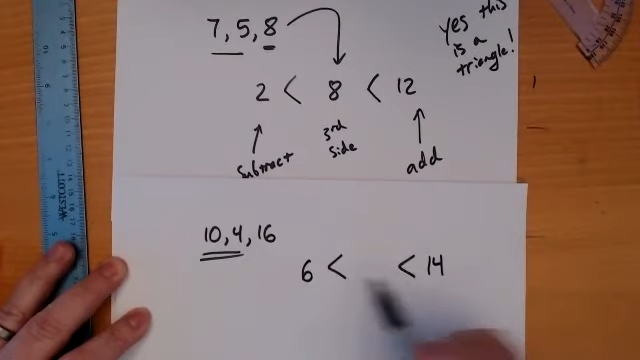 7, 5, 8
yes this
is a
triangle!
2 < 8 < 12
subtract
3rd
side
add
WESTCOTT
10, 4, 16
6 < < 14